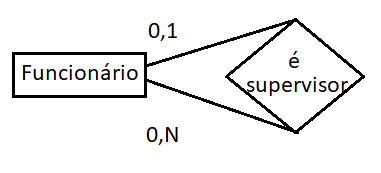 0,1
Funcionário
é
supervisor
0,N